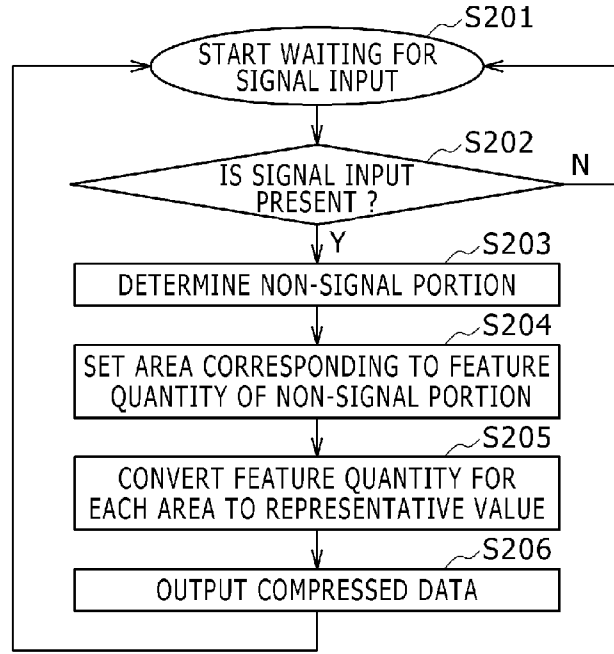 S201
START WAITING FOR
SIGNAL INPUT
S202
IS SIGNAL INPUT
PRESENT ?
N
Y
S203
DETERMINE NON-SIGNAL PORTION
S204
SET AREA CORRESPONDING TO FEATURE
QUANTITY OF NON-SIGNAL PORTION
S205
CONVERT FEATURE QUANTITY FOR
EACH AREA TO REPRESENTATIVE VALUE
S206
OUTPUT COMPRESSED DATA